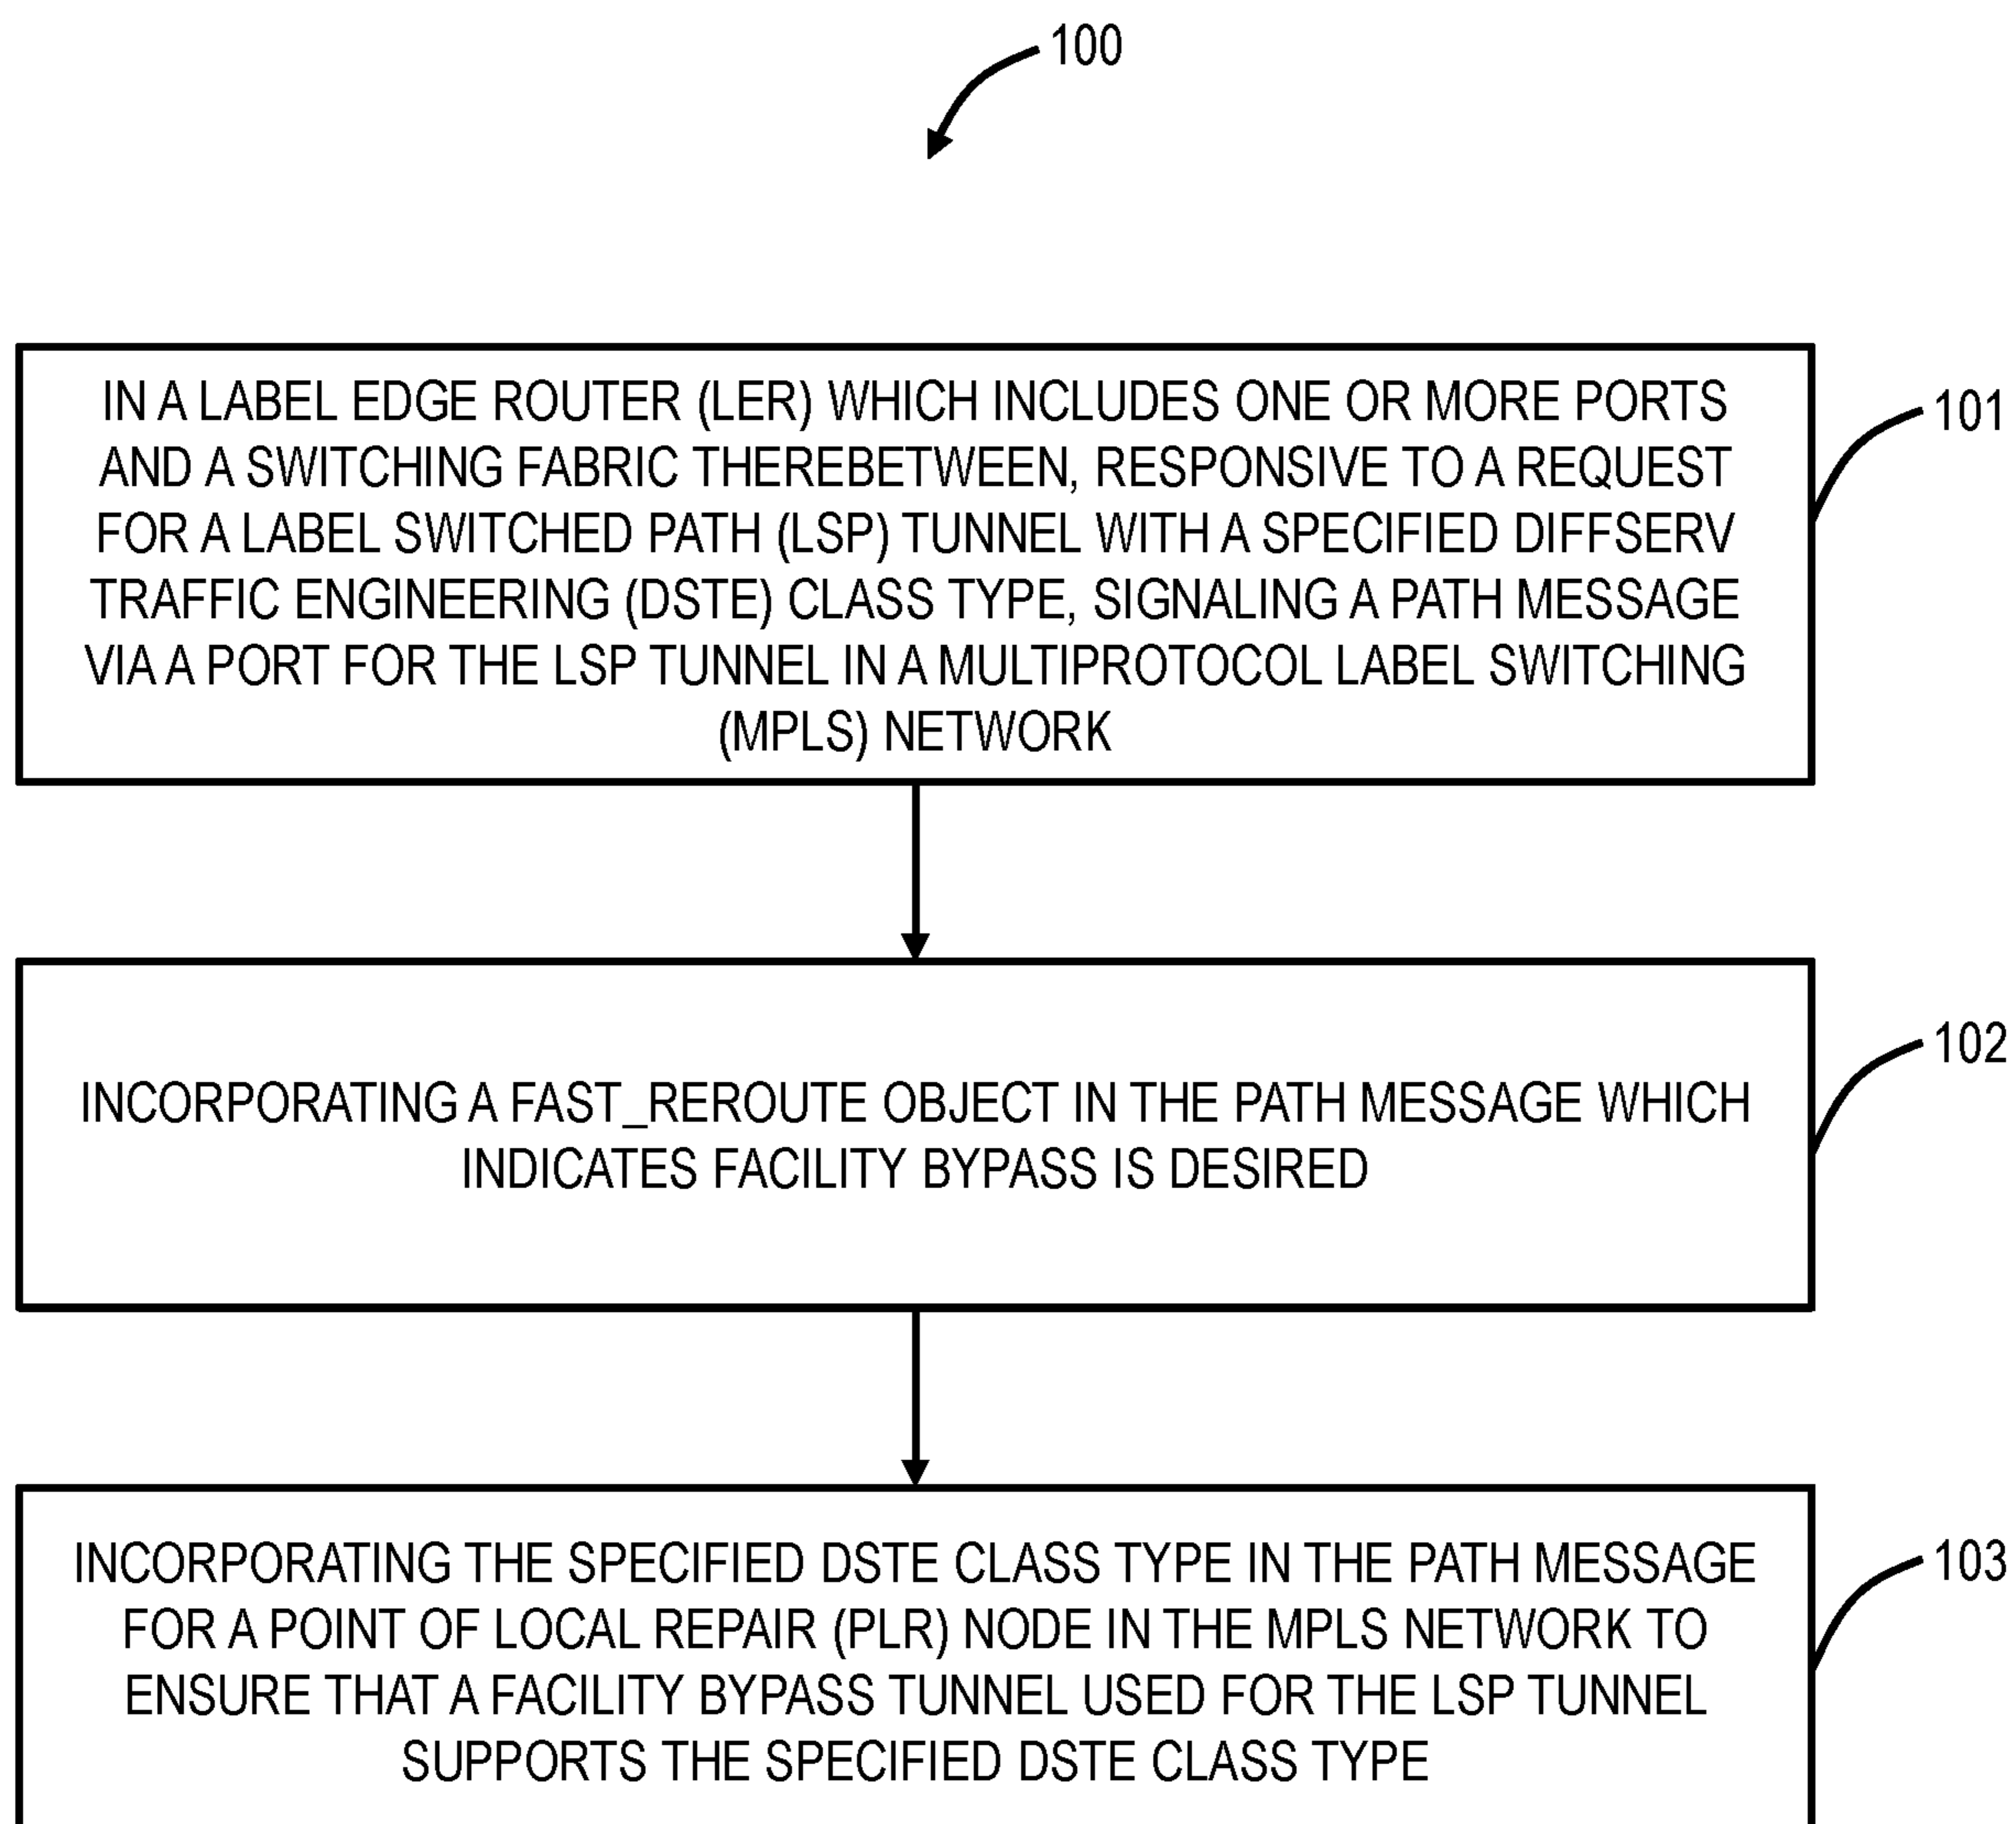 100
IN A LABEL EDGE ROUTER (LER) WHICH INCLUDES ONE OR MORE PORTS
AND A SWITCHING FABRIC THEREBETWEEN, RESPONSIVE TO A REQUEST
FOR A LABEL SWITCHED PATH (LSP) TUNNEL WITH A SPECIFIED DIFFSERV
TRAFFIC ENGINEERING (DSTE) CLASS TYPE, SIGNALING A PATH MESSAGE
VIA A PORT FOR THE LSP TUNNEL IN A MULTIPROTOCOL LABEL SWITCHING
(MPLS) NETWORK
101
INCORPORATING A FAST_REROUTE OBJECT IN THE PATH MESSAGE WHICH
INDICATES FACILITY BYPASS IS DESIRED
102
INCORPORATING THE SPECIFIED DSTE CLASS TYPE IN THE PATH MESSAGE
FOR A POINT OF LOCAL REPAIR (PLR) NODE IN THE MPLS NETWORK TO
ENSURE THAT A FACILITY BYPASS TUNNEL USED FOR THE LSP TUNNEL
SUPPORTS THE SPECIFIED DSTE CLASS TYPE
103